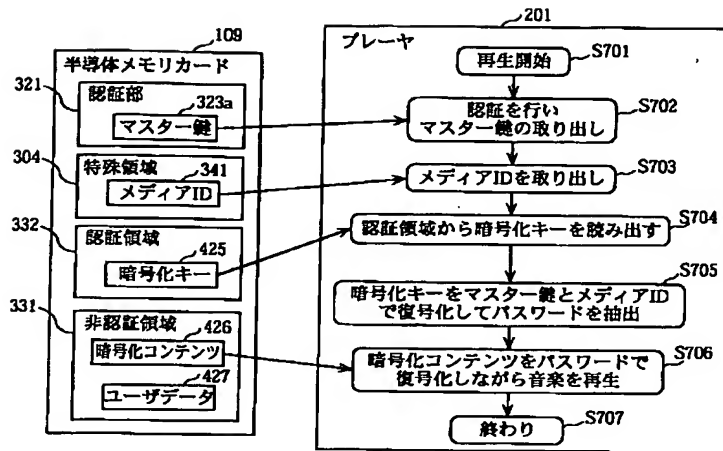 109
半導体メモリカード
321
認証部
323a
マスター鍵
304
特殊領域
341
メディアID
332
認証領域
425
暗号化キー
331
非認証領域
426
暗号化コンテンツ
427
ユーザデータ
201
プレーヤ
再生開始
S701
認証を行い
マスター鍵の取り出し
S702
メディアIDを取り出し
S703
認証領域から暗号化キーを読み出す
S704
暗号化キーをマスター鍵とメディアID
で復号化してパスワードを抽出
S705
暗号化コンテンツをパスワードで
復号化しながら音楽を再生
S706
終わり
S707